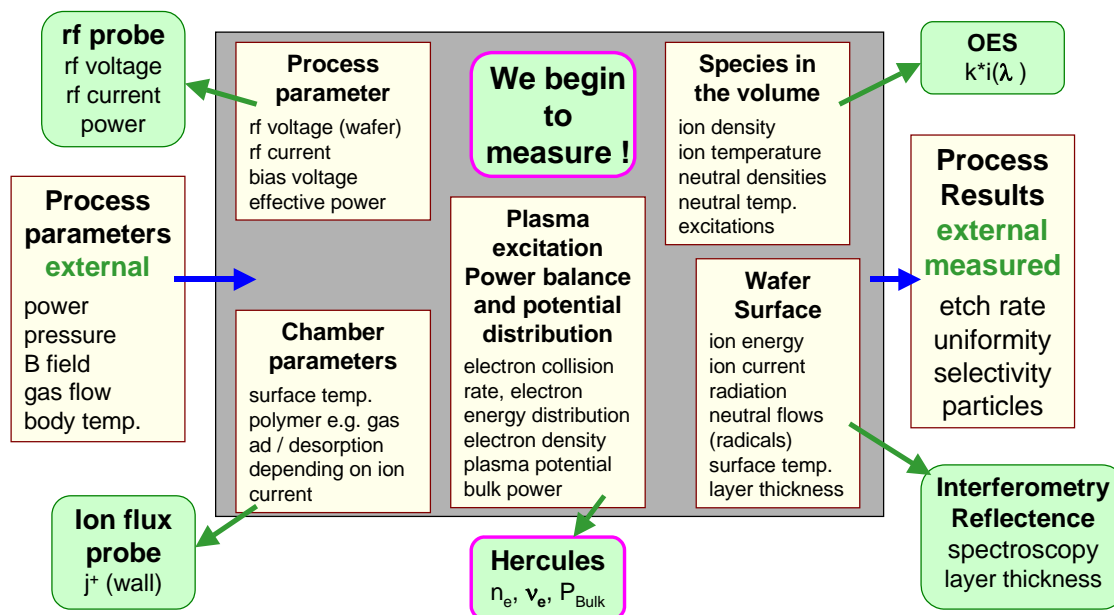 rf probe
rf voltage
rf current
power
Process
parameter
rf voltage (wafer)
rf current
bias voltage
effective power
We begin
to
measure !
Species in
the volume
ion density
ion temperature
neutral densities
neutral temp.
excitations
OES
k*i(λ )
Process
parameters
external
power
pressure
B field
gas flow
body temp.
Chamber
parameters
surface temp.
polymer e.g. gas
ad / desorption
depending on ion
current
Plasma
excitation
Power balance
and potential
distribution
electron collision
rate, electron
energy distribution
electron density
plasma potential
bulk power
Wafer
Surface
ion energy
ion current
radiation
neutral flows
(radicals)
surface temp.
layer thickness
Process
Results
external
measured
etch rate
uniformity
selectivity
particles
Ion flux
probe
j⁺ (wall)
Hercules
nₑ, νₑ, P_Bulk
Interferometry
Reflectence
spectroscopy
layer thickness